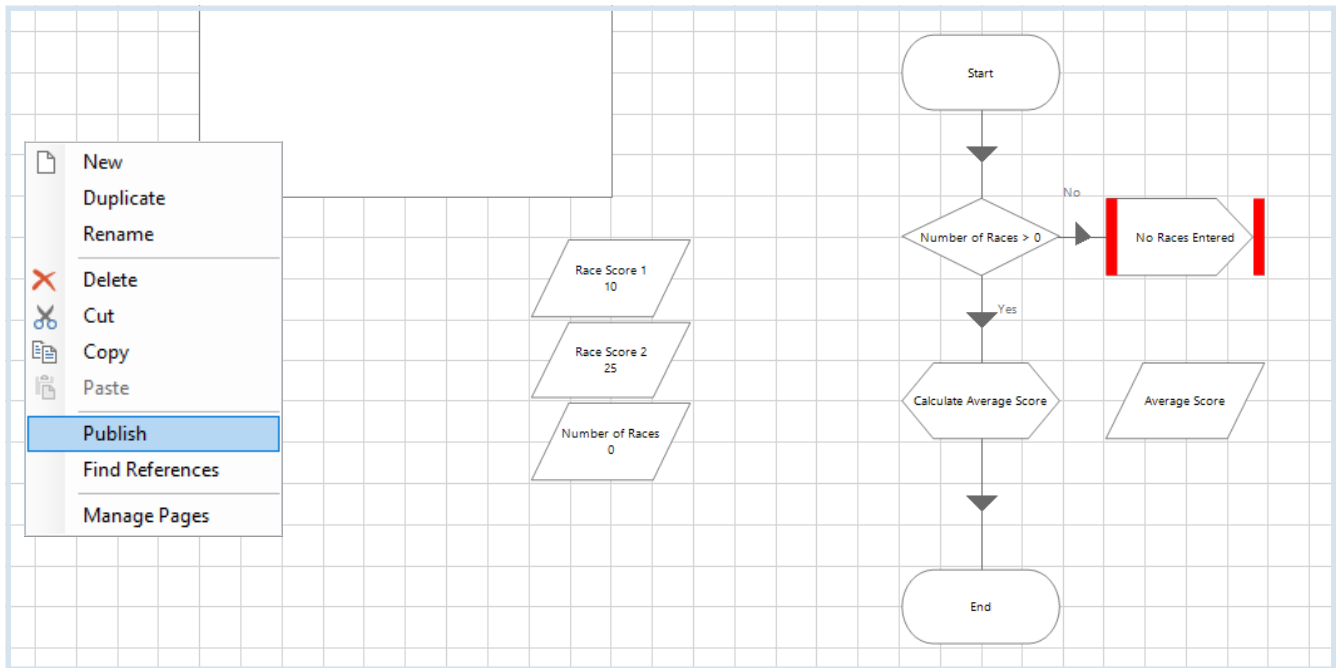 New
Duplicate
Rename
Delete
Cut
Copy
Paste
Publish
Find References
Manage Pages
Race Score 1
10
Race Score 2
25
Number of Races
0
Start
Number of Races > 0
No
No Races Entered
Yes
Calculate Average Score
Average Score
End